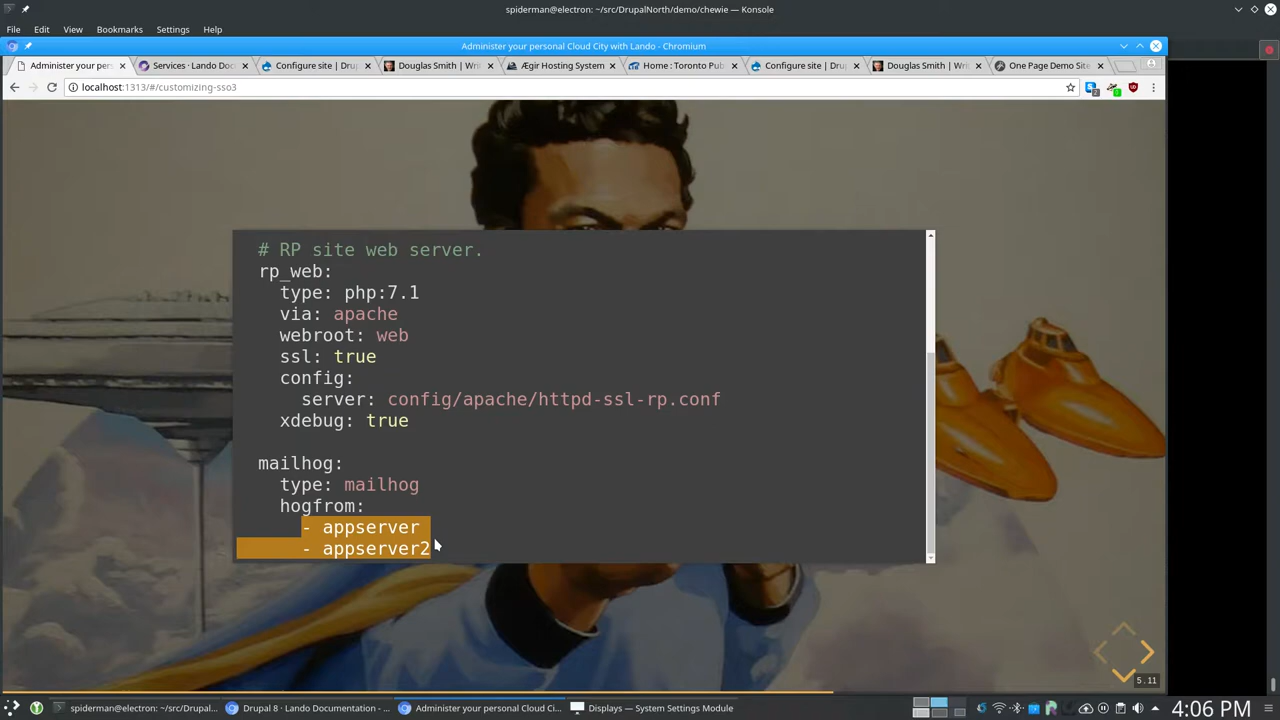 spiderman@electron: ~/src/DrupalNorth/demo/chewie — Konsole
File Edit View Bookmarks Settings Help
Administer your personal Cloud City with Lando - Chromium
Administer your pers Services · Lando Doc Configure site | Dru Douglas Smith | Wri Ægir Hosting System Home : Toronto Pub Configure site | Dru Douglas Smith | Wri One Page Demo Site
localhost:1313/#/customizing-sso3
# RP site web server.
rp_web:
type: php:7.1
via: apache
webroot: web
ssl: true
config:
server: config/apache/httpd-ssl-rp.conf
xdebug: true
mailhog:
type: mailhog
hogfrom:
- appserver
- appserver2
5.11
spiderman@electron: ~/src/Drupal... Drupal 8 · Lando Documentation - ... Administer your personal Cloud Ci... Displays — System Settings Module 4:06 PM